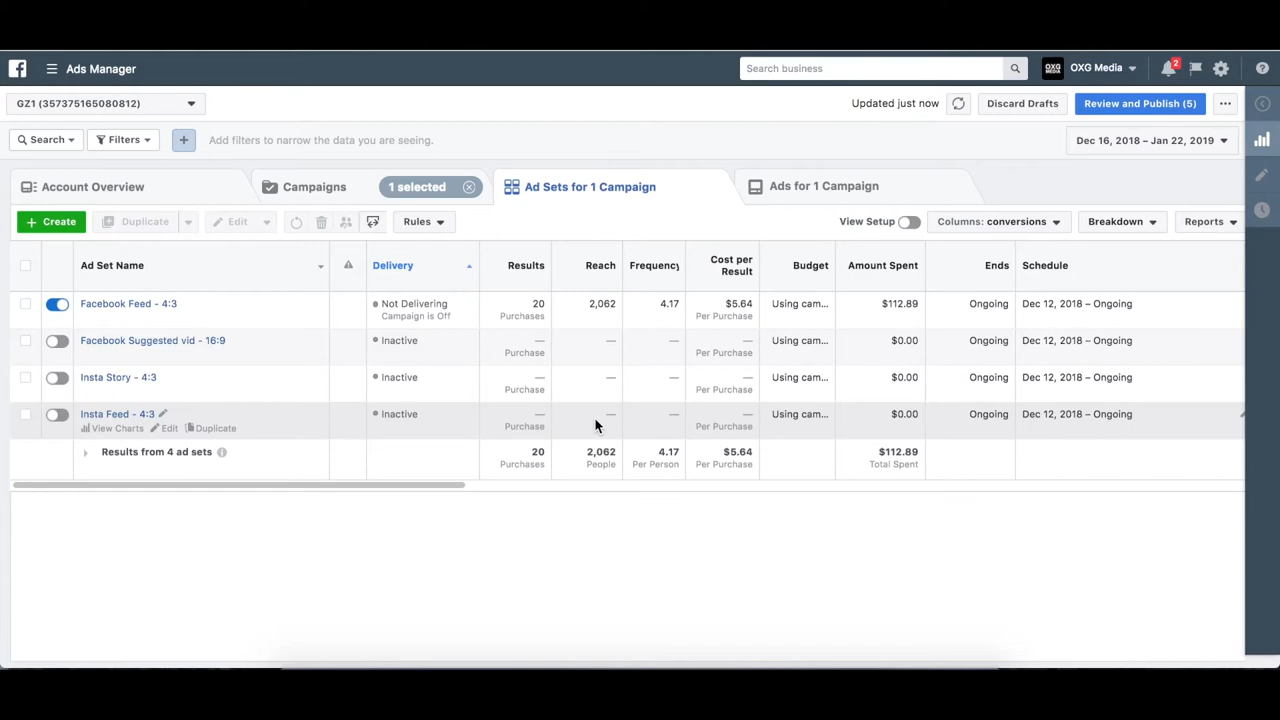 Ads Manager
Search business
OXG MEDIA
OXG Media
2
GZ1 (357375165080812)
Updated just now
Discard Drafts
Review and Publish (5)
Search
Filters
Add filters to narrow the data you are seeing.
Dec 16, 2018 – Jan 22, 2019
Account Overview
Campaigns
1 selected
Ad Sets for 1 Campaign
Ads for 1 Campaign
+ Create
Duplicate
Edit
Rules
View Setup
Columns: conversions
Breakdown
Reports
Ad Set Name
Delivery
Results
Reach
Frequency
Cost per Result
Budget
Amount Spent
Ends
Schedule
Facebook Feed - 4:3
Not Delivering
Campaign is Off
20
Purchases
2,062
4.17
$5.64
Per Purchase
Using cam...
$112.89
Ongoing
Dec 12, 2018 – Ongoing
Facebook Suggested vid - 16:9
Inactive
—
Purchase
—
—
—
Per Purchase
Using cam...
$0.00
Ongoing
Dec 12, 2018 – Ongoing
Insta Story - 4:3
Inactive
—
Purchase
—
—
—
Per Purchase
Using cam...
$0.00
Ongoing
Dec 12, 2018 – Ongoing
Insta Feed - 4:3
View Charts Edit Duplicate
Inactive
—
Purchase
—
—
—
Per Purchase
Using cam...
$0.00
Ongoing
Dec 12, 2018 – Ongoing
Results from 4 ad sets
20
Purchases
2,062
People
4.17
Per Person
$5.64
Per Purchase
$112.89
Total Spent